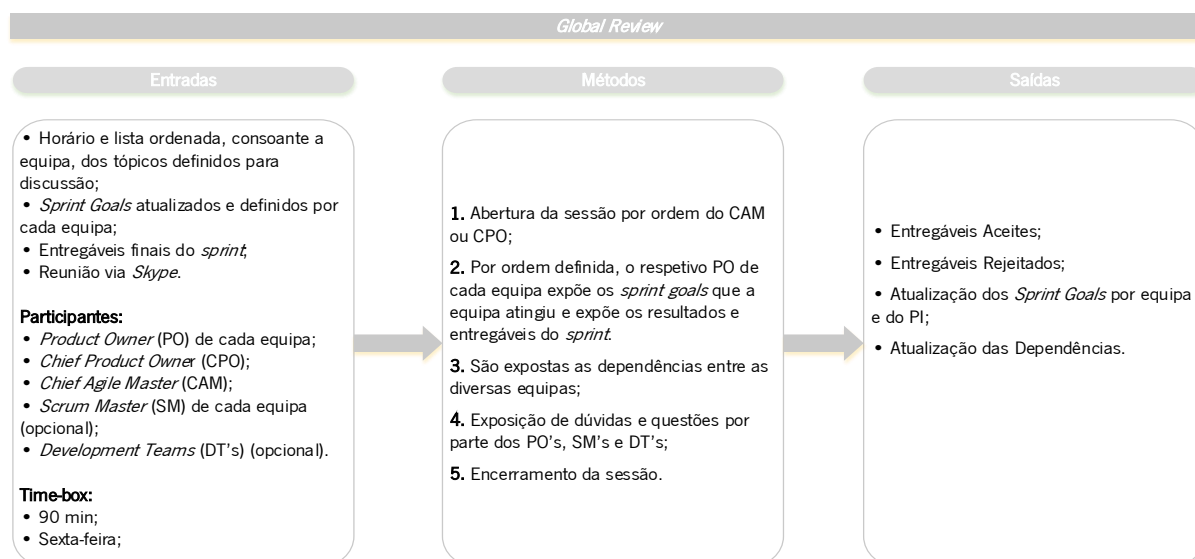 Global Review
Entradas
• Horário e lista ordenada, consoante a
equipa, dos tópicos definidos para
discussão;
• Sprint Goals atualizados e definidos por
cada equipa;
• Entregáveis finais do sprint;
• Reunião via Skype.
Participantes:
• Product Owner (PO) de cada equipa;
• Chief Product Owner (CPO);
• Chief Agile Master (CAM);
• Scrum Master (SM) de cada equipa
(opcional);
• Development Teams (DT's) (opcional).
Time-box:
• 90 min;
• Sexta-feira;
Métodos
1. Abertura da sessão por ordem do CAM
ou CPO;
2. Por ordem definida, o respetivo PO de
cada equipa expõe os sprint goals que a
equipa atingiu e expõe os resultados e
entregáveis do sprint.
3. São expostas as dependências entre as
diversas equipas;
4. Exposição de dúvidas e questões por
parte dos PO's, SM's e DT's;
5. Encerramento da sessão.
Saídas
• Entregáveis Aceites;
• Entregáveis Rejeitados;
• Atualização dos Sprint Goals por equipa
e do PI;
• Atualização das Dependências.